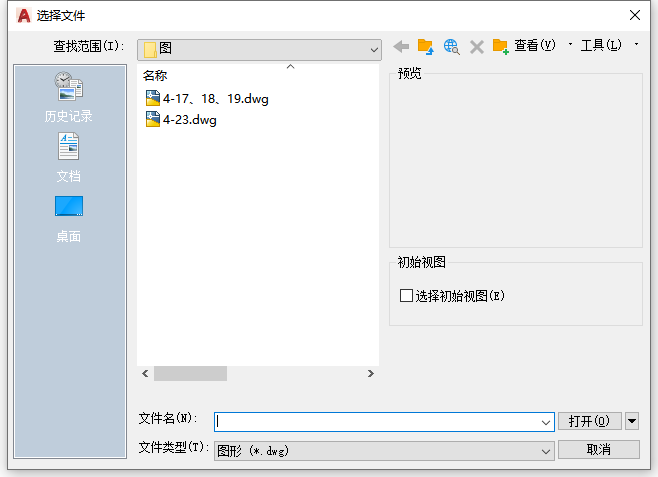 选择文件
查找范围(I):
图
查看(V)
工具(L)
历史记录
文档
桌面
名称
4-17、18、19.dwg
4-23.dwg
预览
初始视图
选择初始视图(E)
文件名(N):
打开(O)
文件类型(T):
图形 (*.dwg)
取消